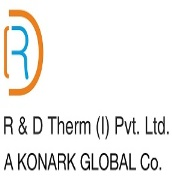 R
R & D Therm (I) Pvt. Ltd.
A KONARK GLOBAL Co.